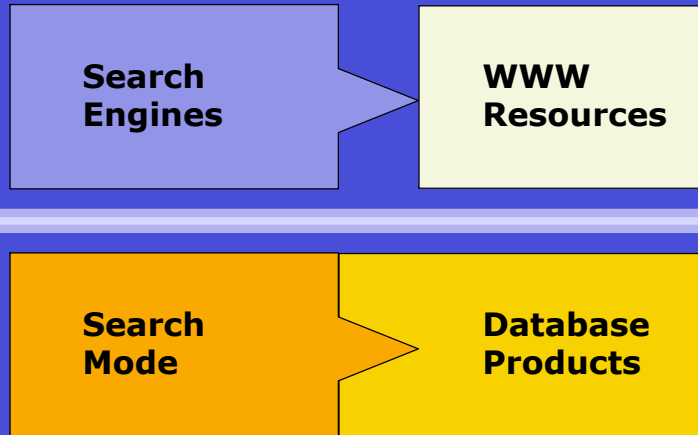 Search
Engines
WWW
Resources
Search
Mode
Database
Products